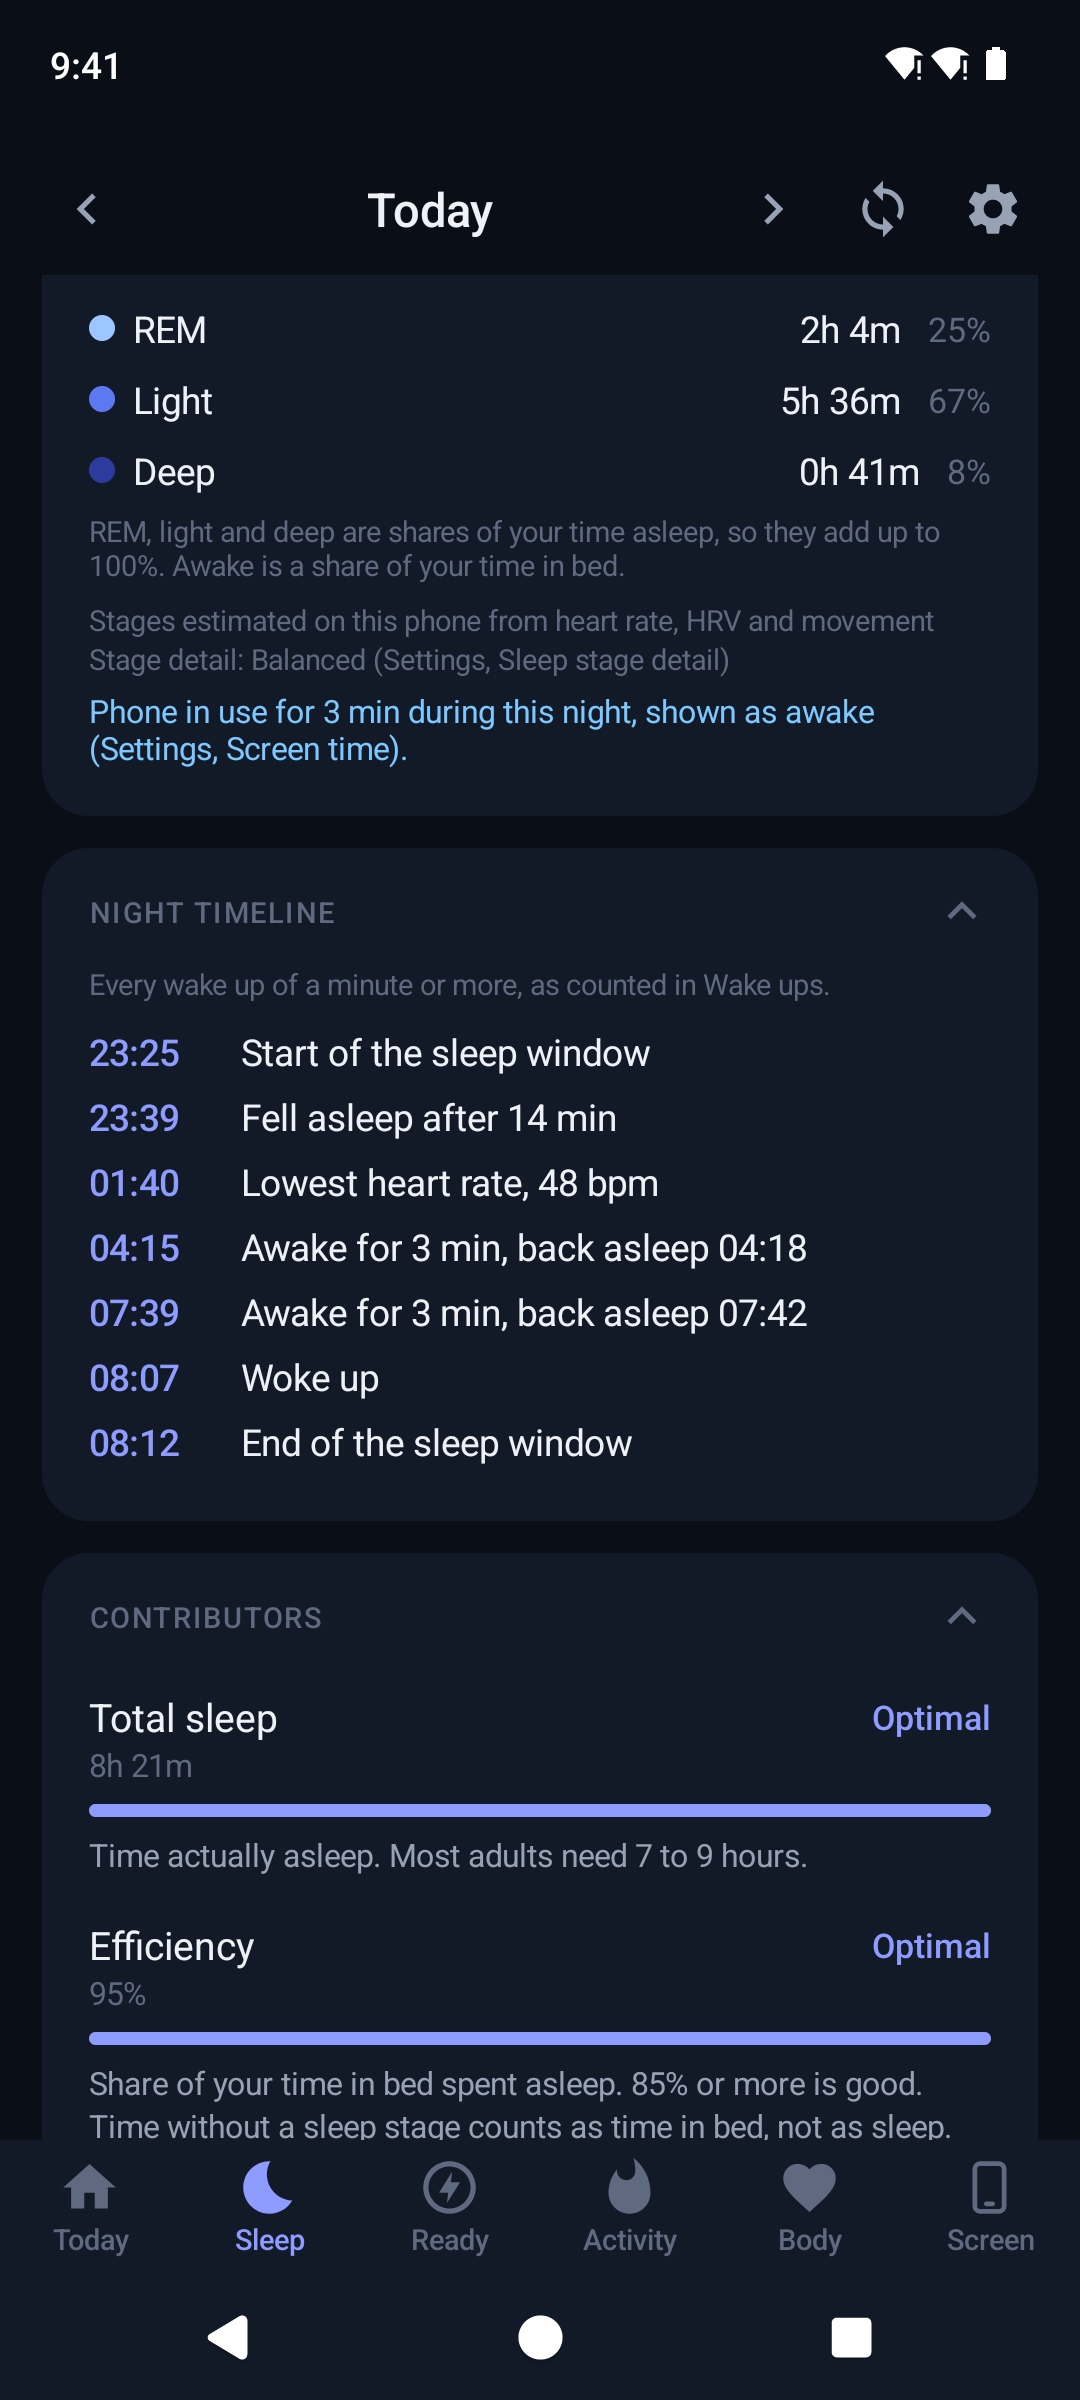 9:41
Today
REM 2h 4m 25%
Light 5h 36m 67%
Deep 0h 41m 8%
REM, light and deep are shares of your time asleep, so they add up to
100%. Awake is a share of your time in bed.
Stages estimated on this phone from heart rate, HRV and movement
Stage detail: Balanced (Settings, Sleep stage detail)
Phone in use for 3 min during this night, shown as awake
(Settings, Screen time).
NIGHT TIMELINE
Every wake up of a minute or more, as counted in Wake ups.
23:25 Start of the sleep window
23:39 Fell asleep after 14 min
01:40 Lowest heart rate, 48 bpm
04:15 Awake for 3 min, back asleep 04:18
07:39 Awake for 3 min, back asleep 07:42
08:07 Woke up
08:12 End of the sleep window
CONTRIBUTORS
Total sleep Optimal
8h 21m
Time actually asleep. Most adults need 7 to 9 hours.
Efficiency Optimal
95%
Share of your time in bed spent asleep. 85% or more is good.
Time without a sleep stage counts as time in bed, not as sleep.
Today Sleep Ready Activity Body Screen